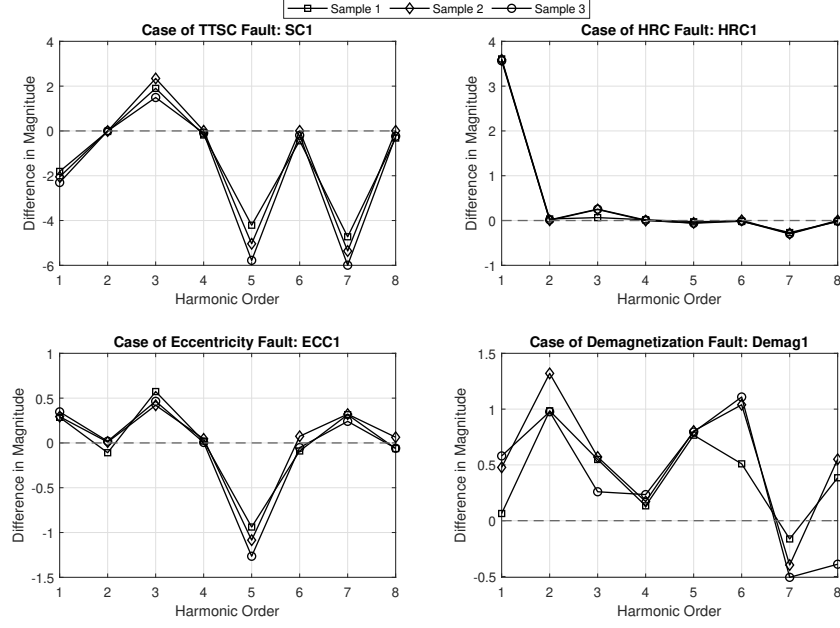 Sample 1 Sample 2 Sample 3
Case of TTSC Fault: SC1
4
2
0
-2
-4
-6
Difference in Magnitude
1 2 3 4 5 6 7 8
Harmonic Order
Case of HRC Fault: HRC1
4
3
2
1
0
-1
Difference in Magnitude
1 2 3 4 5 6 7 8
Harmonic Order
Case of Eccentricity Fault: ECC1
1
0.5
0
-0.5
-1
-1.5
Difference in Magnitude
1 2 3 4 5 6 7 8
Harmonic Order
Case of Demagnetization Fault: Demag1
1.5
1
0.5
0
-0.5
Difference in Magnitude
1 2 3 4 5 6 7 8
Harmonic Order